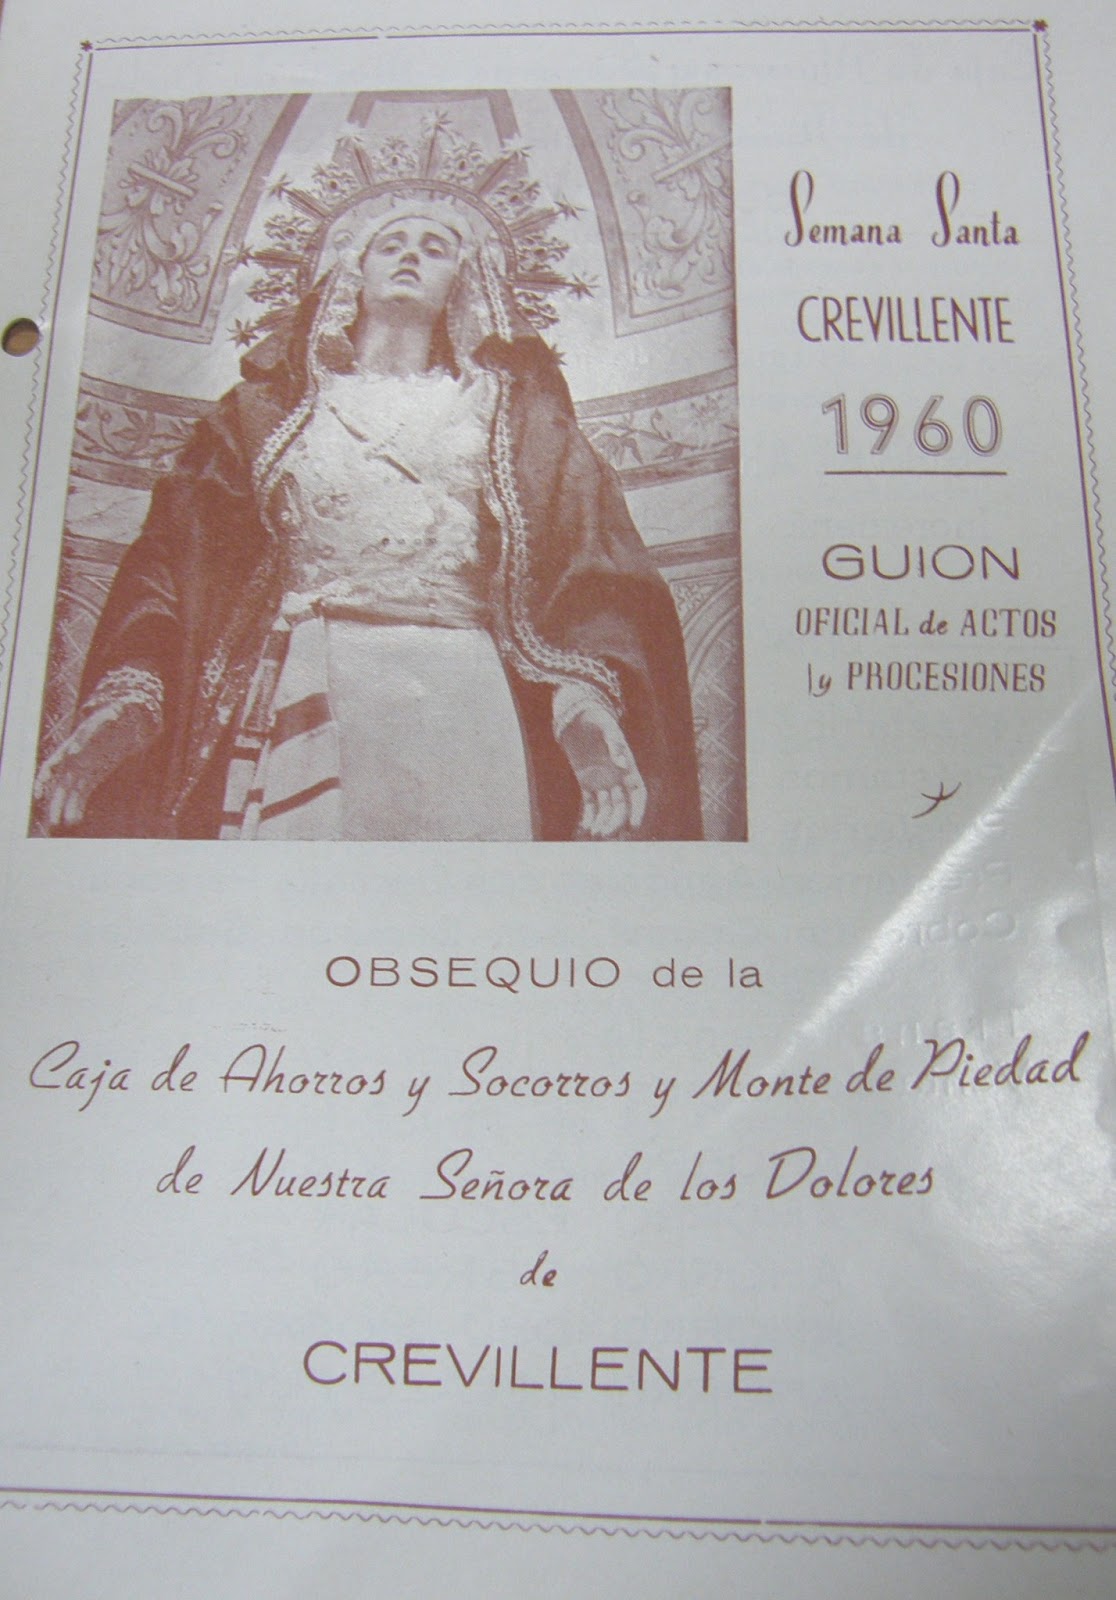 Semana Santa
CREVILLENTE
1960
GUION
OFICIAL de ACTOS
y PROCESIONES
OBSEQUIO de la
Caja de Ahorros y Socorros y Monte de Piedad
de Nuestra Señora de los Dolores
de
CREVILLENTE